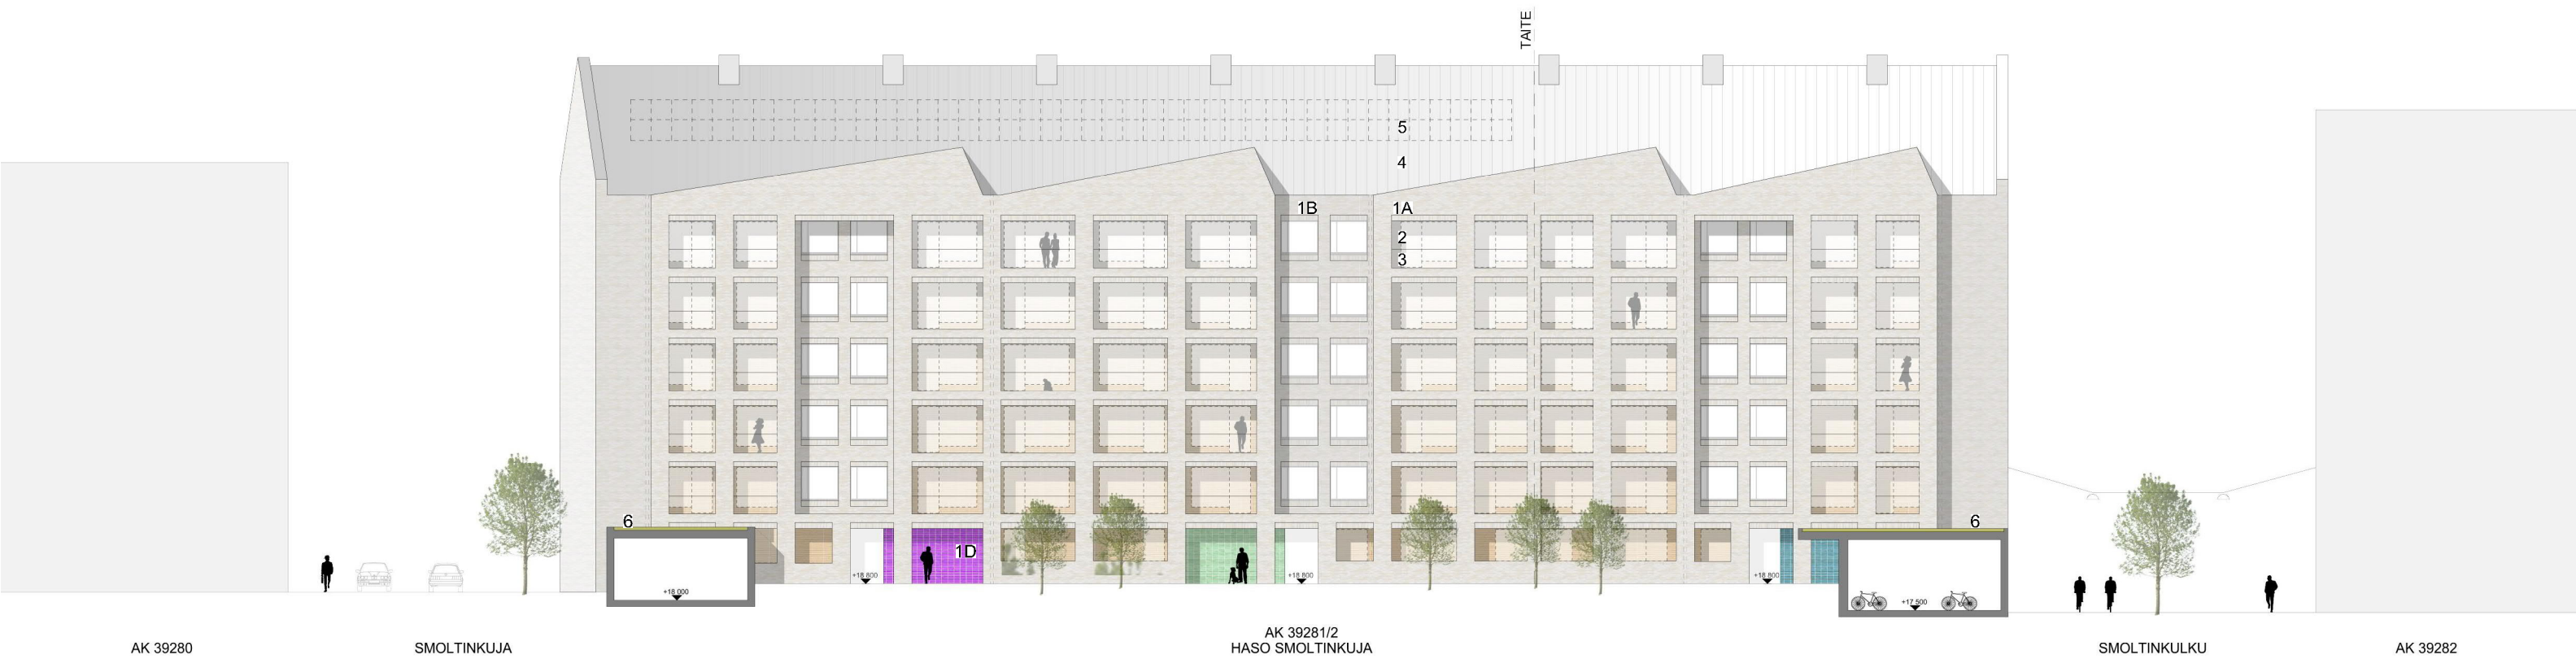 TAITE
5
4
1B
1A
2
3
6
6
1D
+18 800
+18 800
+18 800
+18 000
+17 500
AK 39280
SMOLTINKUJA
AK 39281/2
HASO SMOLTINKUJA
SMOLTINKULKU
AK 39282